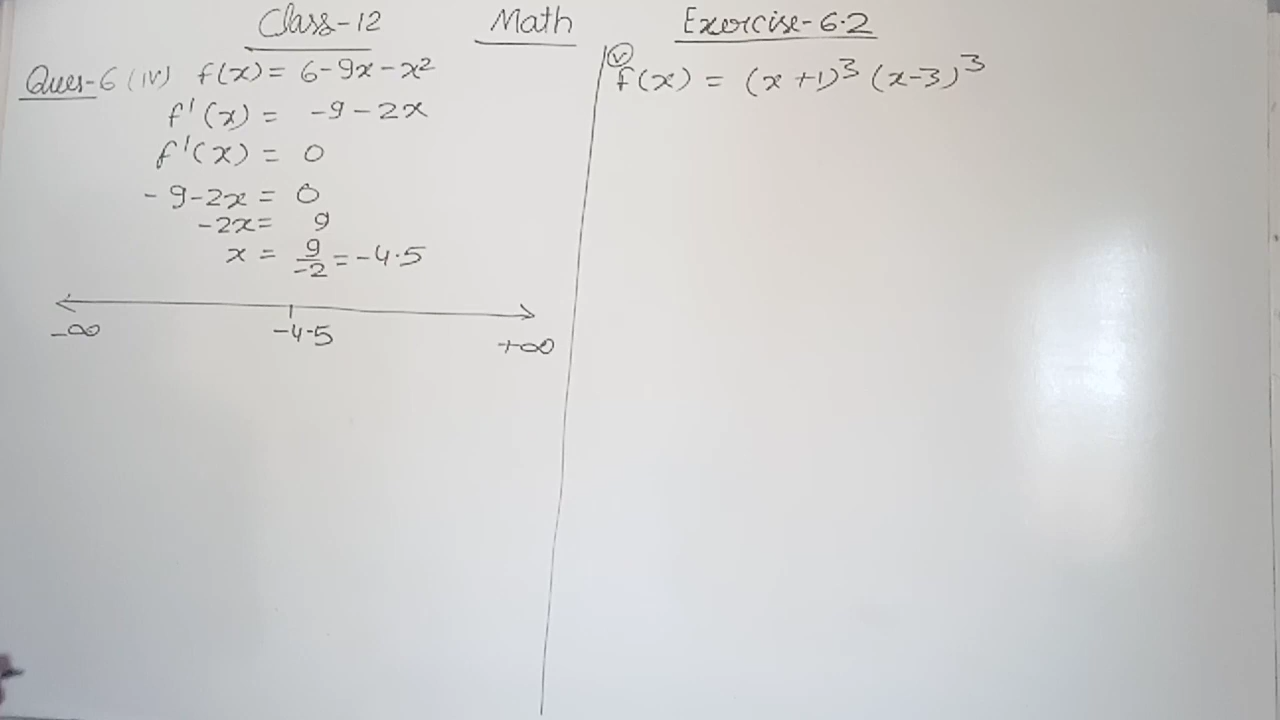 Class-12 Math Exercise-6.2
Ques-6 (iv) f(x) = 6-9x-x²
f'(x) = -9-2x
f'(x) = 0
-9-2x = 0
-2x = 9
x = 9/-2 = -4.5
-∞ -4.5 +∞
(v)
f(x) = (x+1)³ (x-3)³